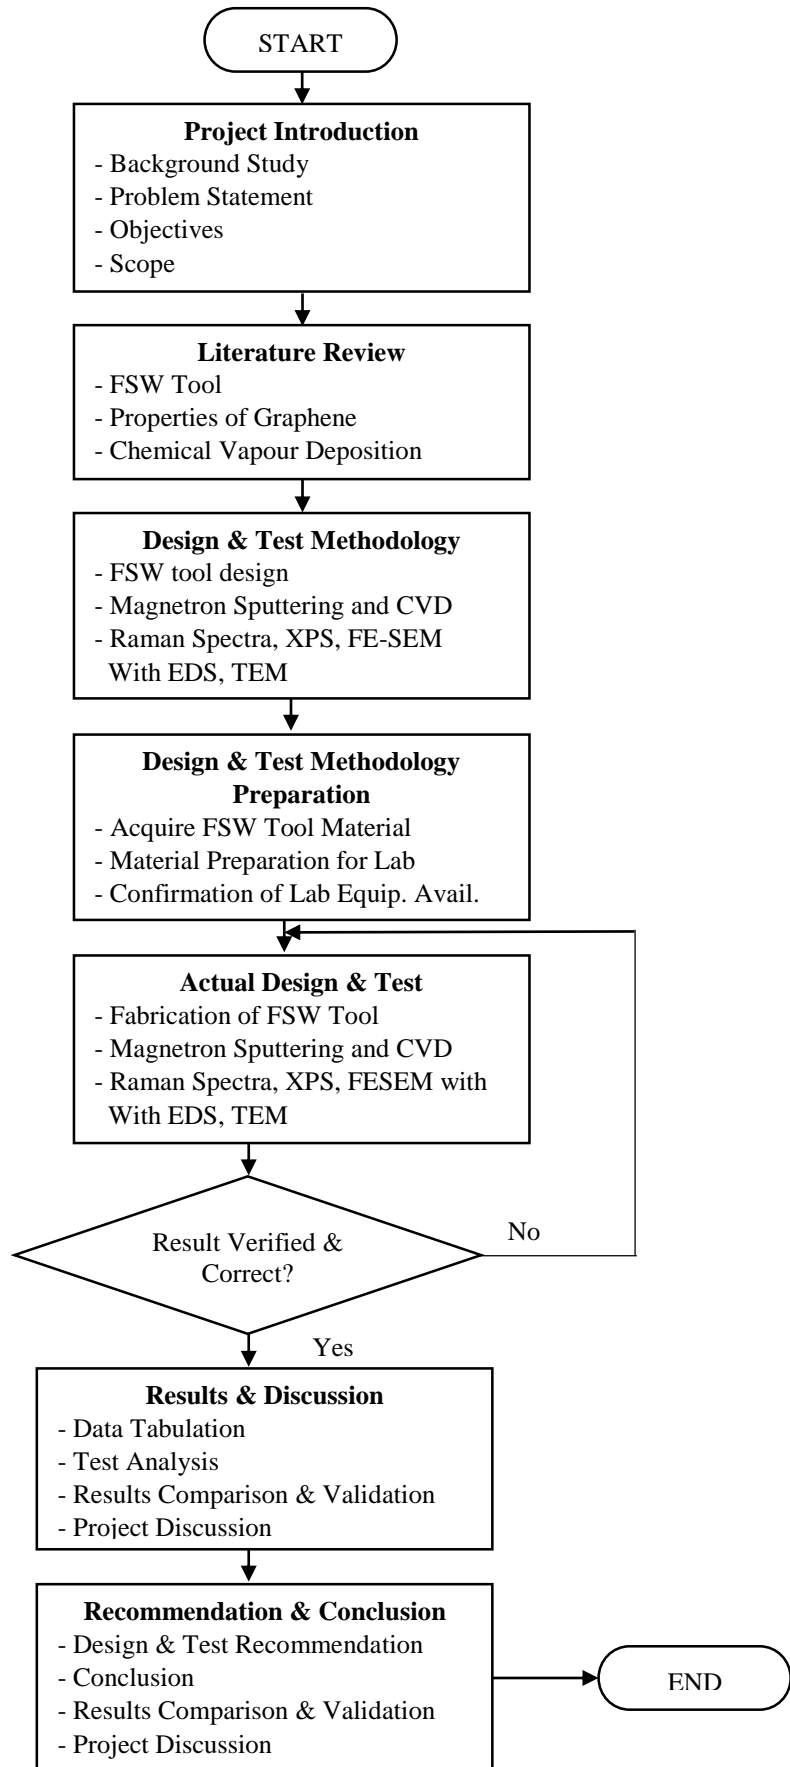 START
Project Introduction
- Background Study
- Problem Statement
- Objectives
- Scope
Literature Review
- FSW Tool
- Properties of Graphene
- Chemical Vapour Deposition
Design & Test Methodology
- FSW tool design
- Magnetron Sputtering and CVD
- Raman Spectra, XPS, FE-SEM
With EDS, TEM
Design & Test Methodology
Preparation
- Acquire FSW Tool Material
- Material Preparation for Lab
- Confirmation of Lab Equip. Avail.
Actual Design & Test
- Fabrication of FSW Tool
- Magnetron Sputtering and CVD
- Raman Spectra, XPS, FESEM with
With EDS, TEM
Result Verified &
Correct?
No
Yes
Results & Discussion
- Data Tabulation
- Test Analysis
- Results Comparison & Validation
- Project Discussion
Recommendation & Conclusion
- Design & Test Recommendation
- Conclusion
- Results Comparison & Validation
- Project Discussion
END